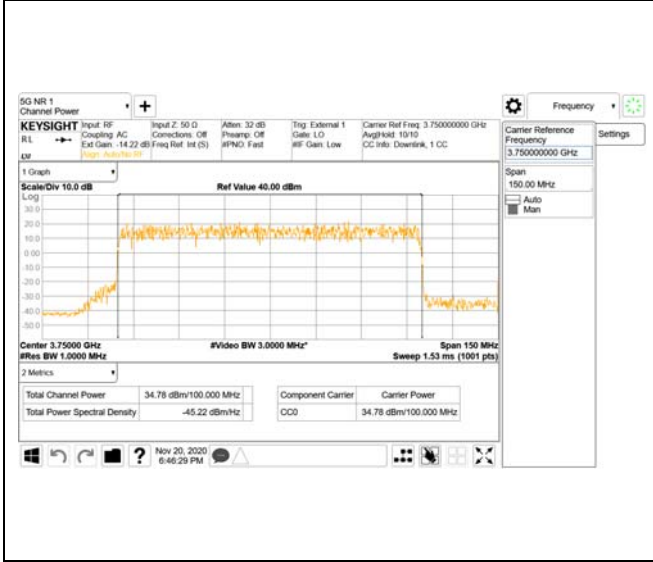 5G NR 1
Channel Power
Frequency
KEYSIGHT
RL
Input: RF
Coupling: AC
Ext Gain: -14.22 dB
Align: Auto/No RF
Input Z: 50 Ω
Corrections: Off
Freq Ref: Int (S)
Atten: 32 dB
Preamp: Off
#PNO: Fast
Trig: External 1
Gate: LO
#IF Gain: Low
Carrier Ref Freq: 3.750000000 GHz
Avg|Hold: 10/10
CC Info: Downlink, 1 CC
Carrier Reference
Frequency
3.750000000 GHz
Settings
Span
150.00 MHz
Auto
Man
1 Graph
Scale/Div 10.0 dB
Ref Value 40.00 dBm
Log
30.0
20.0
10.0
0.00
-10.0
-20.0
-30.0
-40.0
-50.0
Center 3.75000 GHz
#Video BW 3.0000 MHz*
Span 150 MHz
#Res BW 1.0000 MHz
Sweep 1.53 ms (1001 pts)
2 Metrics
Total Channel Power 34.78 dBm/100.000 MHz
Total Power Spectral Density -45.22 dBm/Hz
Component Carrier Carrier Power
CC0 34.78 dBm/100.000 MHz
?
Nov 20, 2020
6:46:29 PM